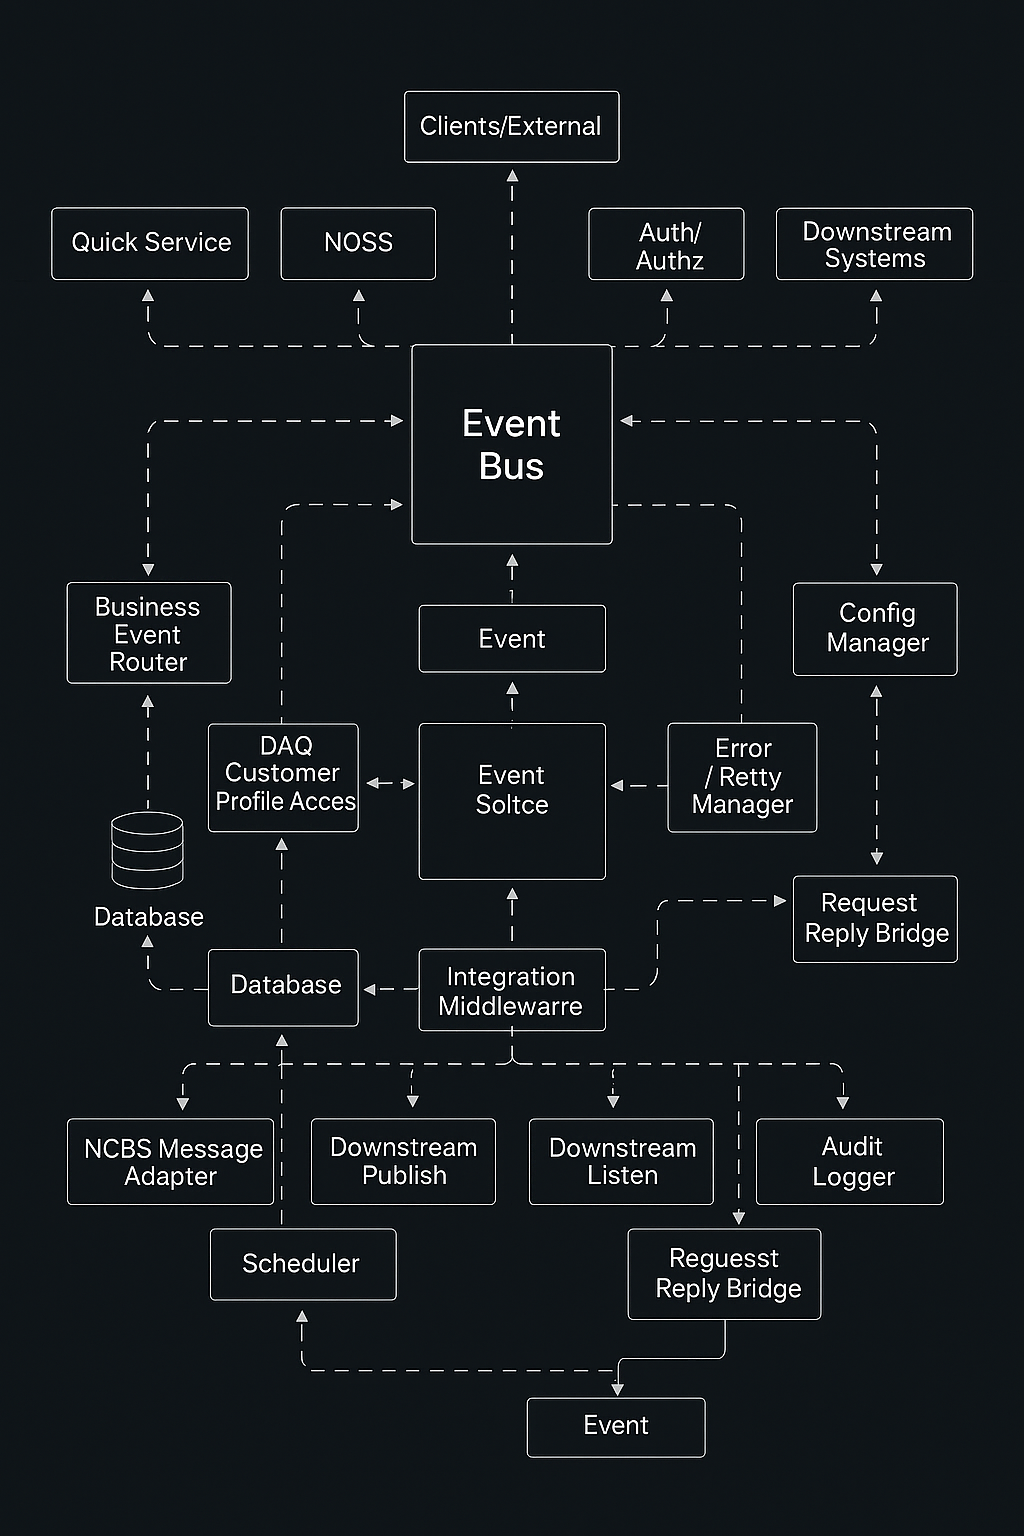 Clients/External
Quick Service
NOSS
Auth/
Authz
Downstream
Systems
Event
Bus
Business
Event
Router
Event
Config
Manager
DAQ
Customer
Profile Acces
Event
Soltce
Error
/ Retty
Manager
Database
Request
Reply Bridge
Database
Integration
Middlewarre
NCBS Message
Adapter
Downstream
Publish
Downstream
Listen
Audit
Logger
Scheduler
Reguesst
Reply Bridge
Event